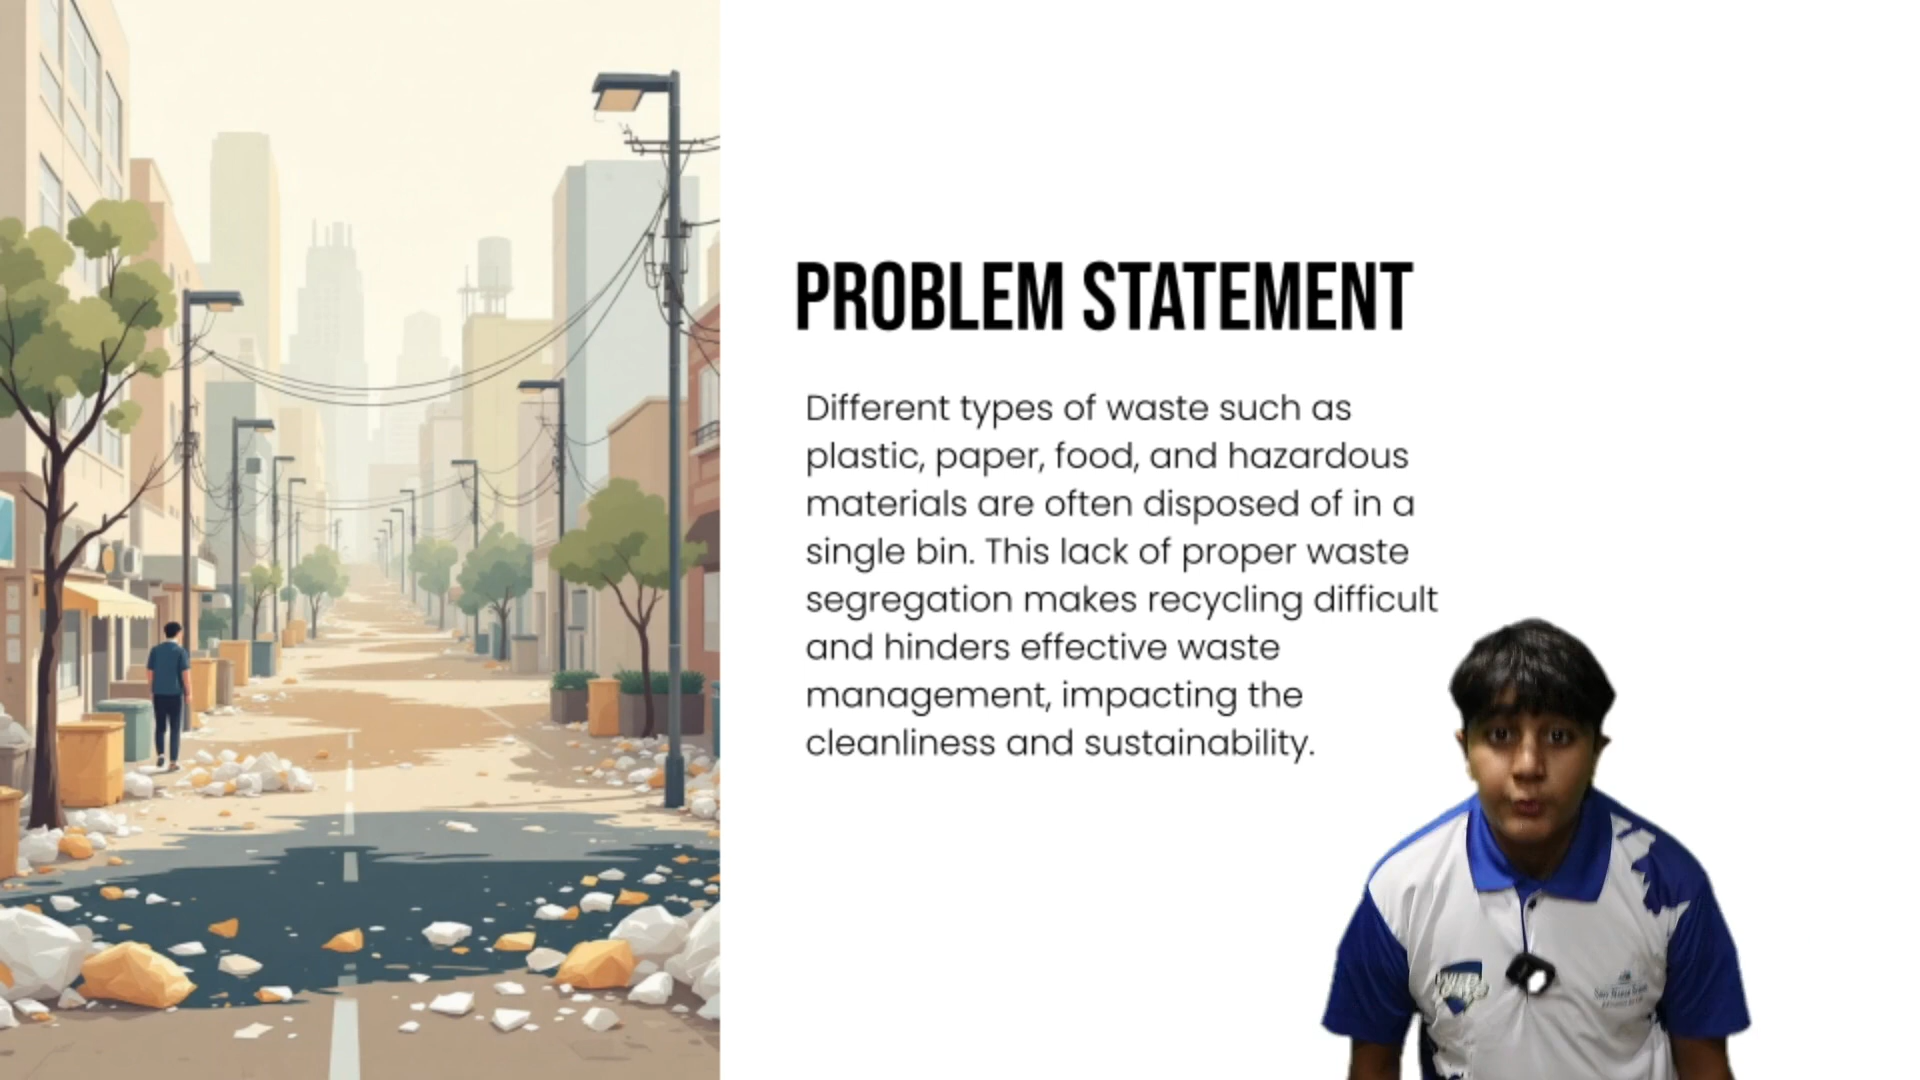 PROBLEM STATEMENT
Different types of waste such as
plastic, paper, food, and hazardous
materials are often disposed of in a
single bin. This lack of proper waste
segregation makes recycling difficult
and hinders effective waste
management, impacting the
cleanliness and sustainability.